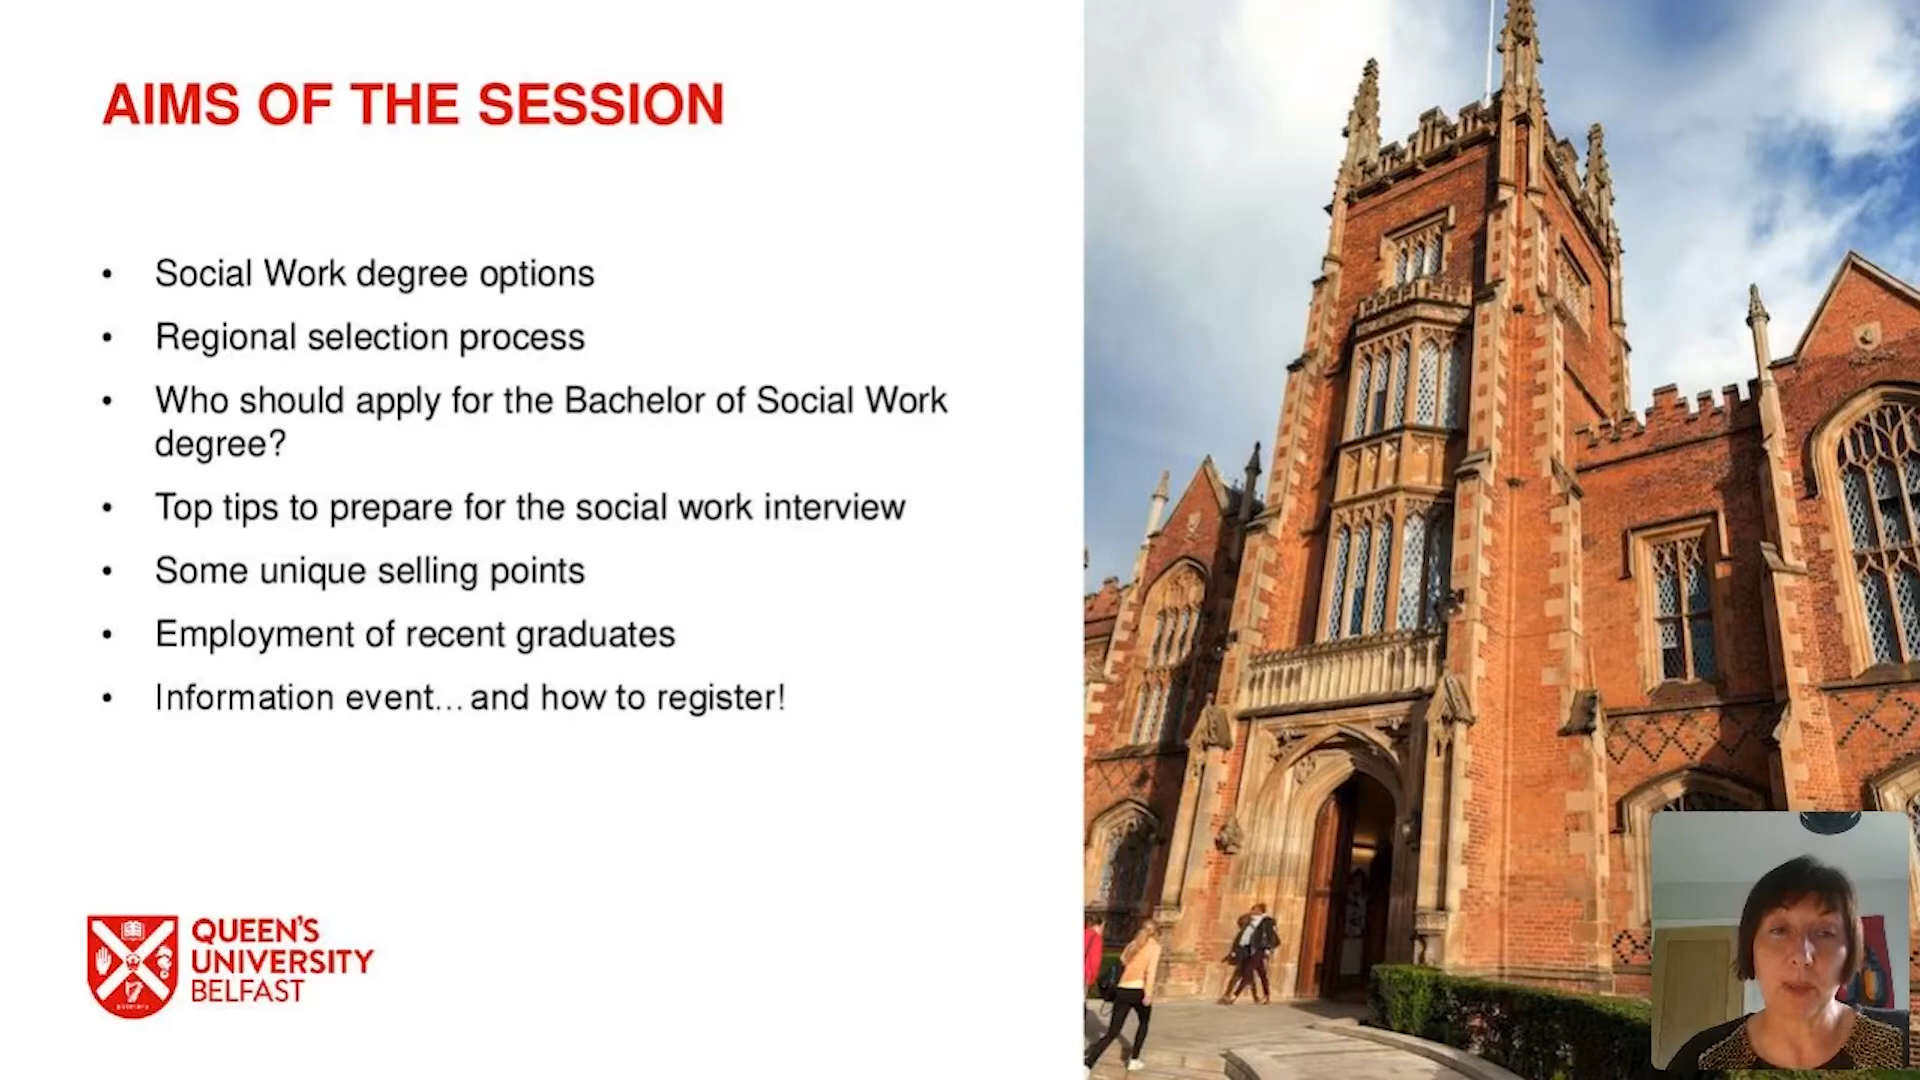 AIMS OF THE SESSION
• Social Work degree options
• Regional selection process
• Who should apply for the Bachelor of Social Work
degree?
• Top tips to prepare for the social work interview
• Some unique selling points
• Employment of recent graduates
• Information event… and how to register!
QUEEN'S
UNIVERSITY
BELFAST